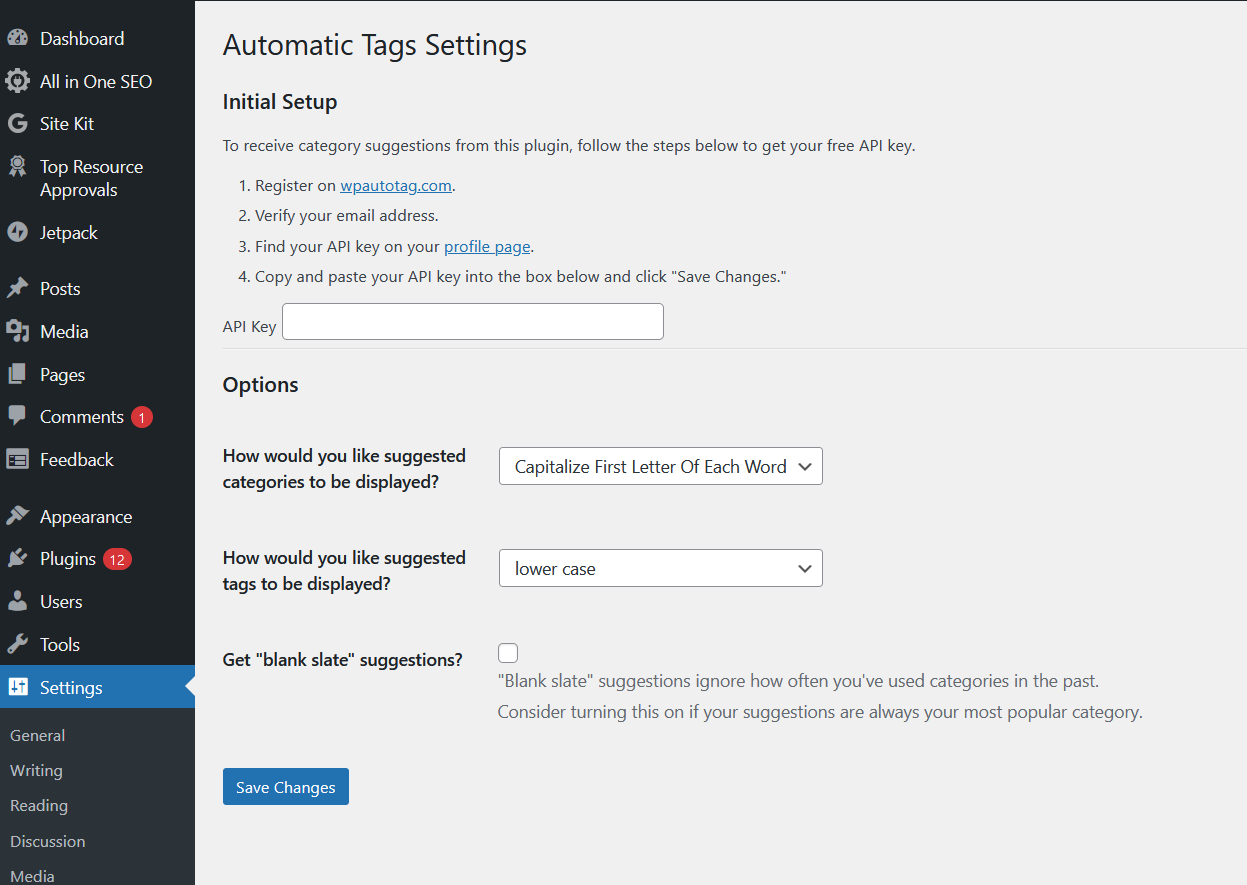 Dashboard
All in One SEO
Site Kit
Top Resource
Approvals
Jetpack
Posts
Media
Pages
Comments 1
Feedback
Appearance
Plugins 12
Users
Tools
Settings
General
Writing
Reading
Discussion
Media
Automatic Tags Settings
Initial Setup
To receive category suggestions from this plugin, follow the steps below to get your free API key.
1. Register on wpautotag.com.
2. Verify your email address.
3. Find your API key on your profile page.
4. Copy and paste your API key into the box below and click "Save Changes."
API Key
Options
How would you like suggested
categories to be displayed?
Capitalize First Letter Of Each Word
How would you like suggested
tags to be displayed?
lower case
Get "blank slate" suggestions?
"Blank slate" suggestions ignore how often you've used categories in the past.
Consider turning this on if your suggestions are always your most popular category.
Save Changes